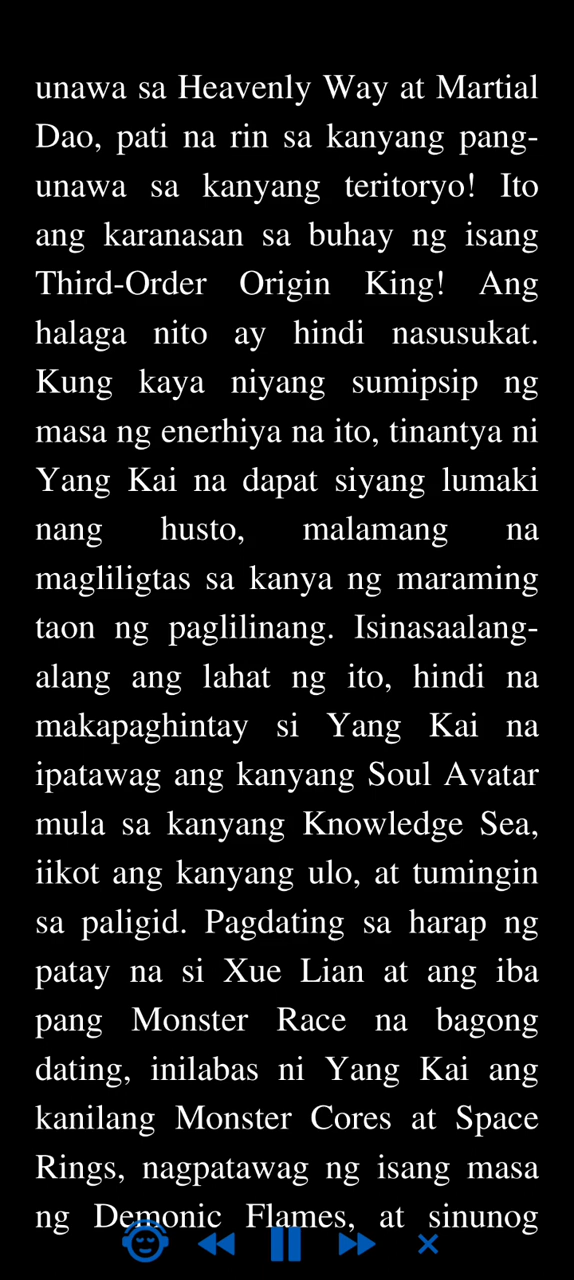 unawa sa Heavenly Way at Martial
Dao, pati na rin sa kanyang pang-
unawa sa kanyang teritoryo! Ito
ang karanasan sa buhay ng isang
Third-Order Origin King! Ang
halaga nito ay hindi nasusukat.
Kung kaya niyang sumipsip ng
masa ng enerhiya na ito, tinantya ni
Yang Kai na dapat siyang lumaki
nang husto, malamang na
magliligtas sa kanya ng maraming
taon ng paglilinang. Isinasaalang-
alang ang lahat ng ito, hindi na
makapaghintay si Yang Kai na
ipatawag ang kanyang Soul Avatar
mula sa kanyang Knowledge Sea,
iikot ang kanyang ulo, at tumingin
sa paligid. Pagdating sa harap ng
patay na si Xue Lian at ang iba
pang Monster Race na bagong
dating, inilabas ni Yang Kai ang
kanilang Monster Cores at Space
Rings, nagpatawag ng isang masa
ng Demonic Flames, at sinunog